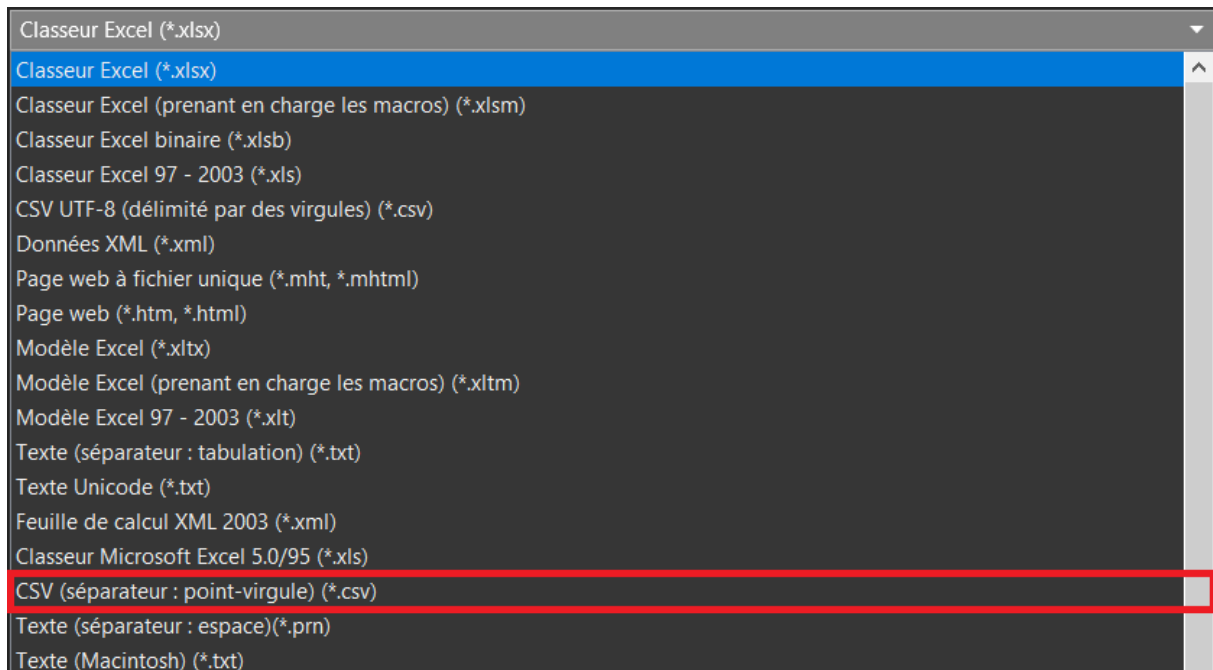 Classeur Excel (*.xlsx)
Classeur Excel (*.xlsx)
Classeur Excel (prenant en charge les macros) (*.xlsm)
Classeur Excel binaire (*.xlsb)
Classeur Excel 97 - 2003 (*.xls)
CSV UTF-8 (délimité par des virgules) (*.csv)
Données XML (*.xml)
Page web à fichier unique (*.mht, *.mhtml)
Page web (*.htm, *.html)
Modèle Excel (*.xltx)
Modèle Excel (prenant en charge les macros) (*.xltm)
Modèle Excel 97 - 2003 (*.xlt)
Texte (séparateur : tabulation) (*.txt)
Texte Unicode (*.txt)
Feuille de calcul XML 2003 (*.xml)
Classeur Microsoft Excel 5.0/95 (*.xls)
CSV (séparateur : point-virgule) (*.csv)
Texte (séparateur : espace)(*.prn)
Texte (Macintosh) (*.txt)